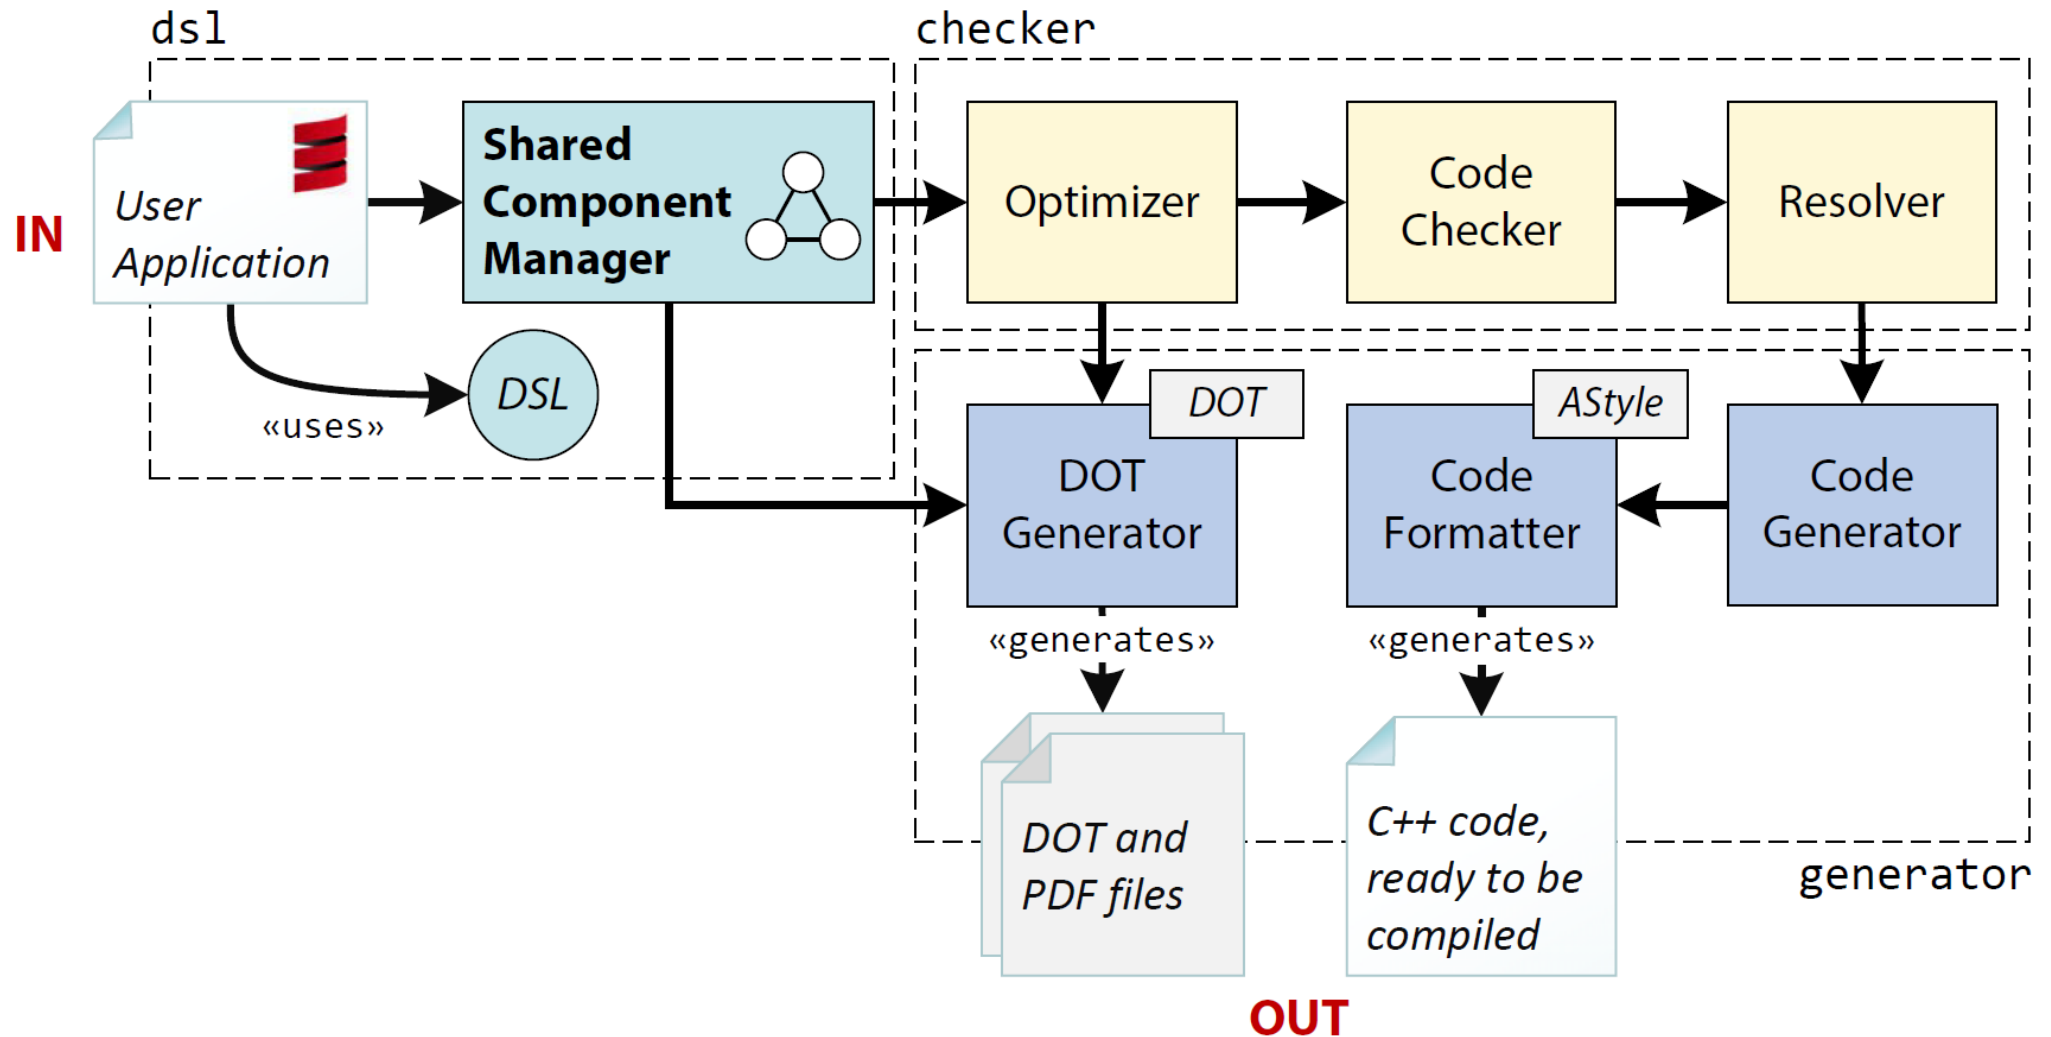 dsl
checker
IN
User
Application
Shared
Component
Manager
Optimizer
Code
Checker
Resolver
«uses»
DSL
DOT
DOT
Generator
AStyle
Code
Formatter
Code
Generator
«generates»
«generates»
DOT and
PDF files
C++ code,
ready to be
compiled
generator
OUT